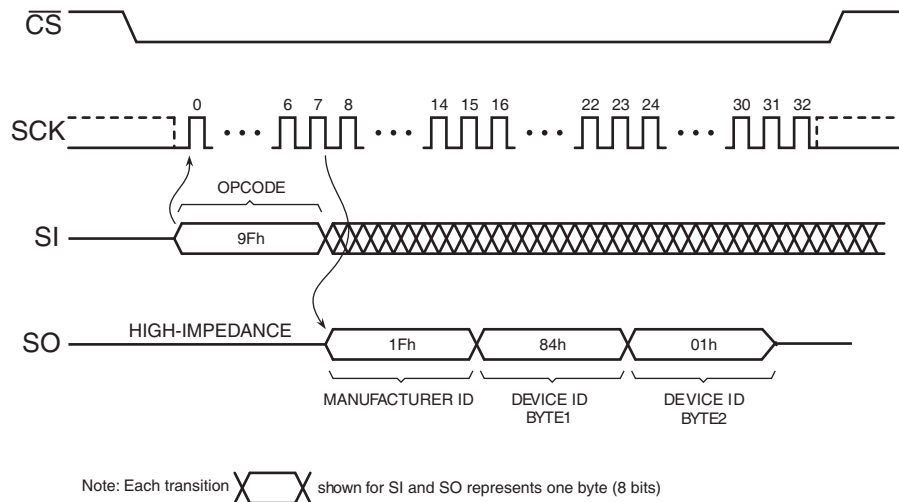 CS
0 6 7 8 14 15 16 22 23 24 30 31 32
SCK
OPCODE
SI 9Fh
HIGH-IMPEDANCE
SO 1Fh 84h 01h
MANUFACTURER ID DEVICE ID DEVICE ID
BYTE1 BYTE2
Note: Each transition shown for SI and SO represents one byte (8 bits)